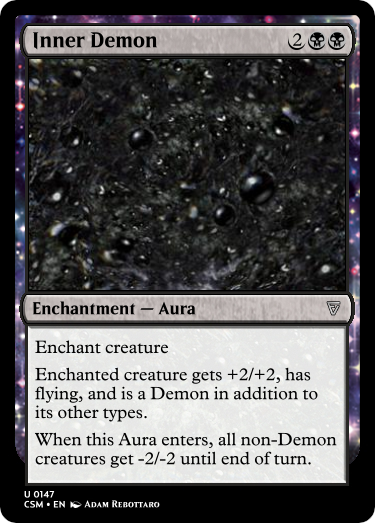 Inner Demon 2
Enchantment — Aura
Enchant creature
Enchanted creature gets +2/+2, has
flying, and is a Demon in addition to
its other types.
When this Aura enters, all non-Demon
creatures get -2/-2 until end of turn.
U 0147
CSM • EN Adam Rebottaro